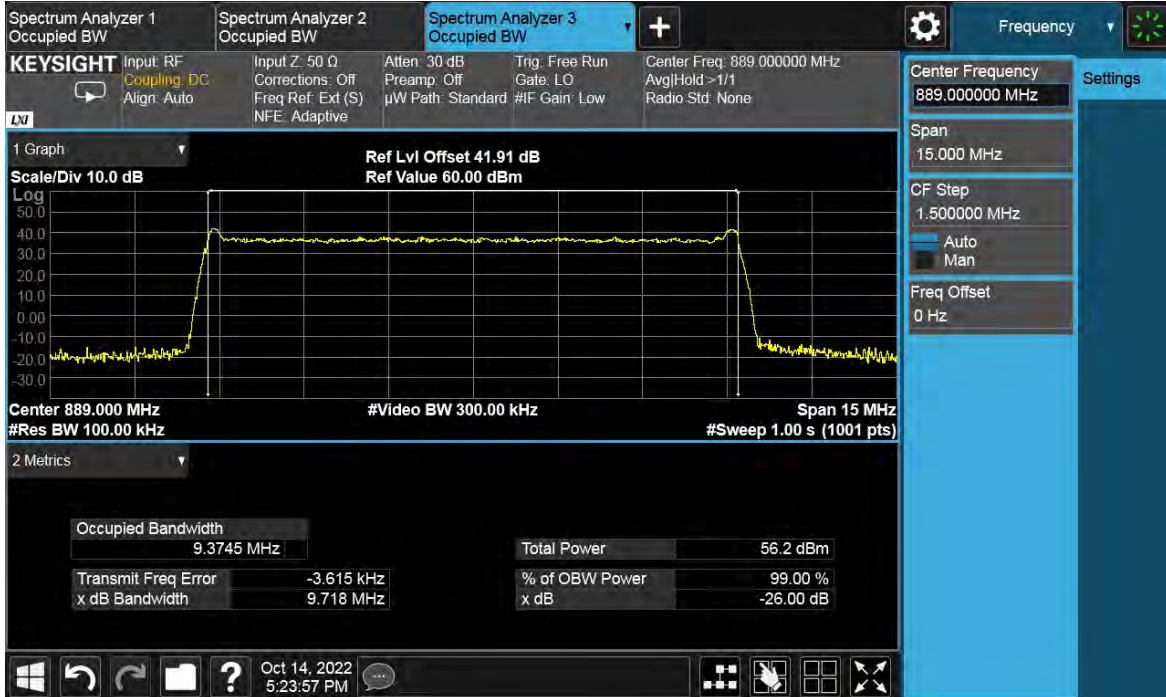 Spectrum Analyzer 1
Occupied BW
Spectrum Analyzer 2
Occupied BW
Spectrum Analyzer 3
Occupied BW
Frequency
KEYSIGHT
LXI
Input: RF
Coupling: DC
Align: Auto
Input Z: 50 Ω
Corrections: Off
Freq Ref: Ext (S)
NFE: Adaptive
Atten: 30 dB
Preamp: Off
µW Path: Standard
Trig: Free Run
Gate: LO
#IF Gain: Low
Center Freq: 889.000000 MHz
Avg|Hold:>1/1
Radio Std: None
1 Graph
Scale/Div 10.0 dB
Ref Lvl Offset 41.91 dB
Ref Value 60.00 dBm
Log
50.0
40.0
30.0
20.0
10.0
0.00
-10.0
-20.0
-30.0
Center 889.000 MHz
#Video BW 300.00 kHz
Span 15 MHz
#Res BW 100.00 kHz
#Sweep 1.00 s (1001 pts)
2 Metrics
Occupied Bandwidth
9.3745 MHz
Total Power 56.2 dBm
Transmit Freq Error -3.615 kHz
% of OBW Power 99.00 %
x dB Bandwidth 9.718 MHz
x dB -26.00 dB
Center Frequency
889.000000 MHz
Settings
Span
15.000 MHz
CF Step
1.500000 MHz
Auto
Man
Freq Offset
0 Hz
?
Oct 14, 2022
5:23:57 PM